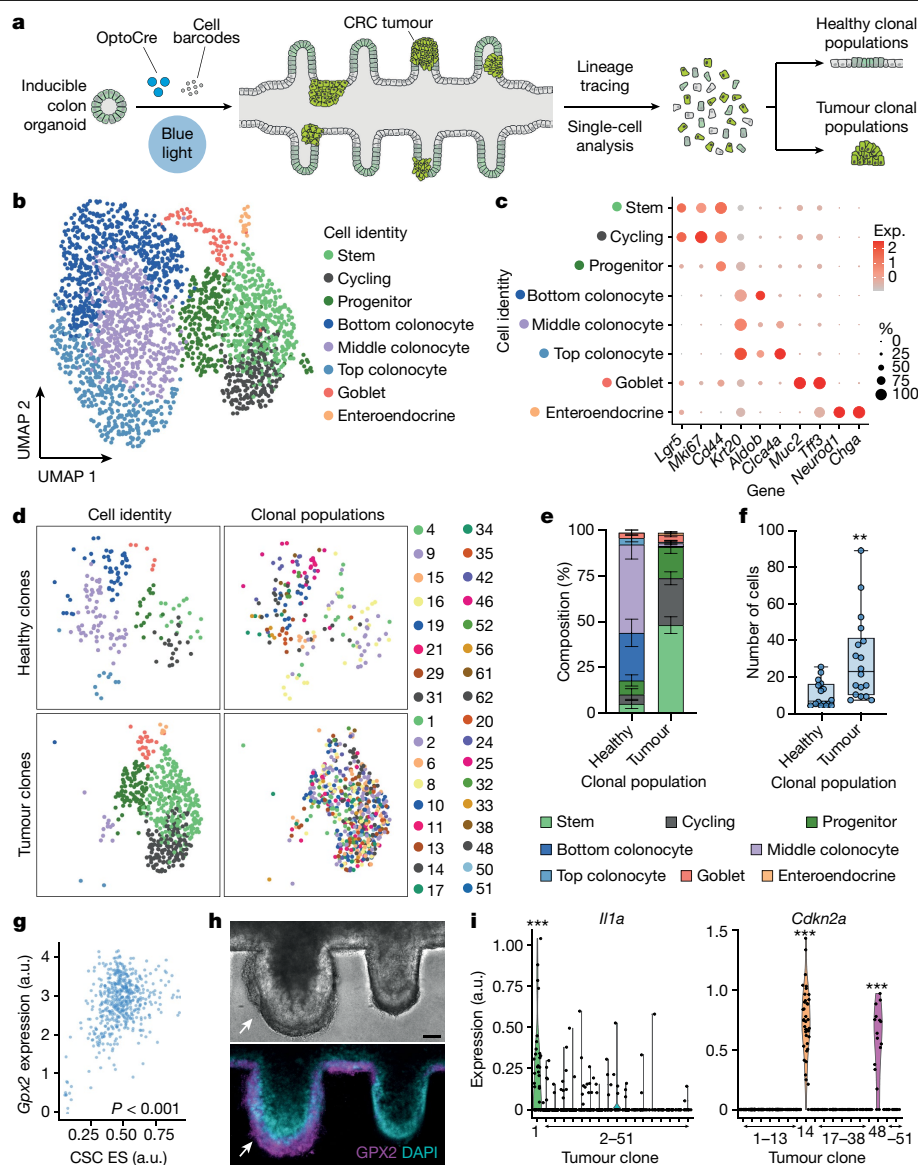 a
OptoCre
Cell
barcodes
CRC tumour
Healthy clonal
populations
Inducible
colon
organoid
Blue
light
Lineage
tracing
Single-cell
analysis
Tumour clonal
populations
b
Cell identity
Stem
Cycling
Progenitor
Bottom colonocyte
Middle colonocyte
Top colonocyte
Goblet
Enteroendocrine
UMAP 2
UMAP 1
c
Cell identity
Stem
Cycling
Progenitor
Bottom colonocyte
Middle colonocyte
Top colonocyte
Goblet
Enteroendocrine
Lgr5
Mki67
Cd44
Krt20
Aldob
Clca4a
Muc2
Tff3
Neurod1
Chga
Gene
Exp.
2
1
0
%
0
25
50
75
100
d
Cell identity
Clonal populations
Healthy clones
Tumour clones
4 34
9 35
15 42
16 46
19 52
21 56
29 61
31 62
1 20
2 24
6 25
8 32
10 33
11 38
13 48
14 50
17 51
e
Composition (%)
100
75
50
25
0
Healthy
Tumour
Clonal population
f
Number of cells
100
80
60
40
20
0
**
Healthy
Tumour
Clonal population
Stem Cycling Progenitor
Bottom colonocyte Middle colonocyte
Top colonocyte Goblet Enteroendocrine
g
Gpx2 expression (a.u.)
4
3
2
1
0
P < 0.001
0.25 0.50 0.75
CSC ES (a.u.)
h
GPX2 DAPI
i
Il1a
***
Expression (a.u.)
1.00
0.75
0.50
0.25
0
1 2–51
Tumour clone
Cdkn2a
***
***
1.5
1.0
0.5
0
1–13 14 17–38 48 –51
Tumour clone